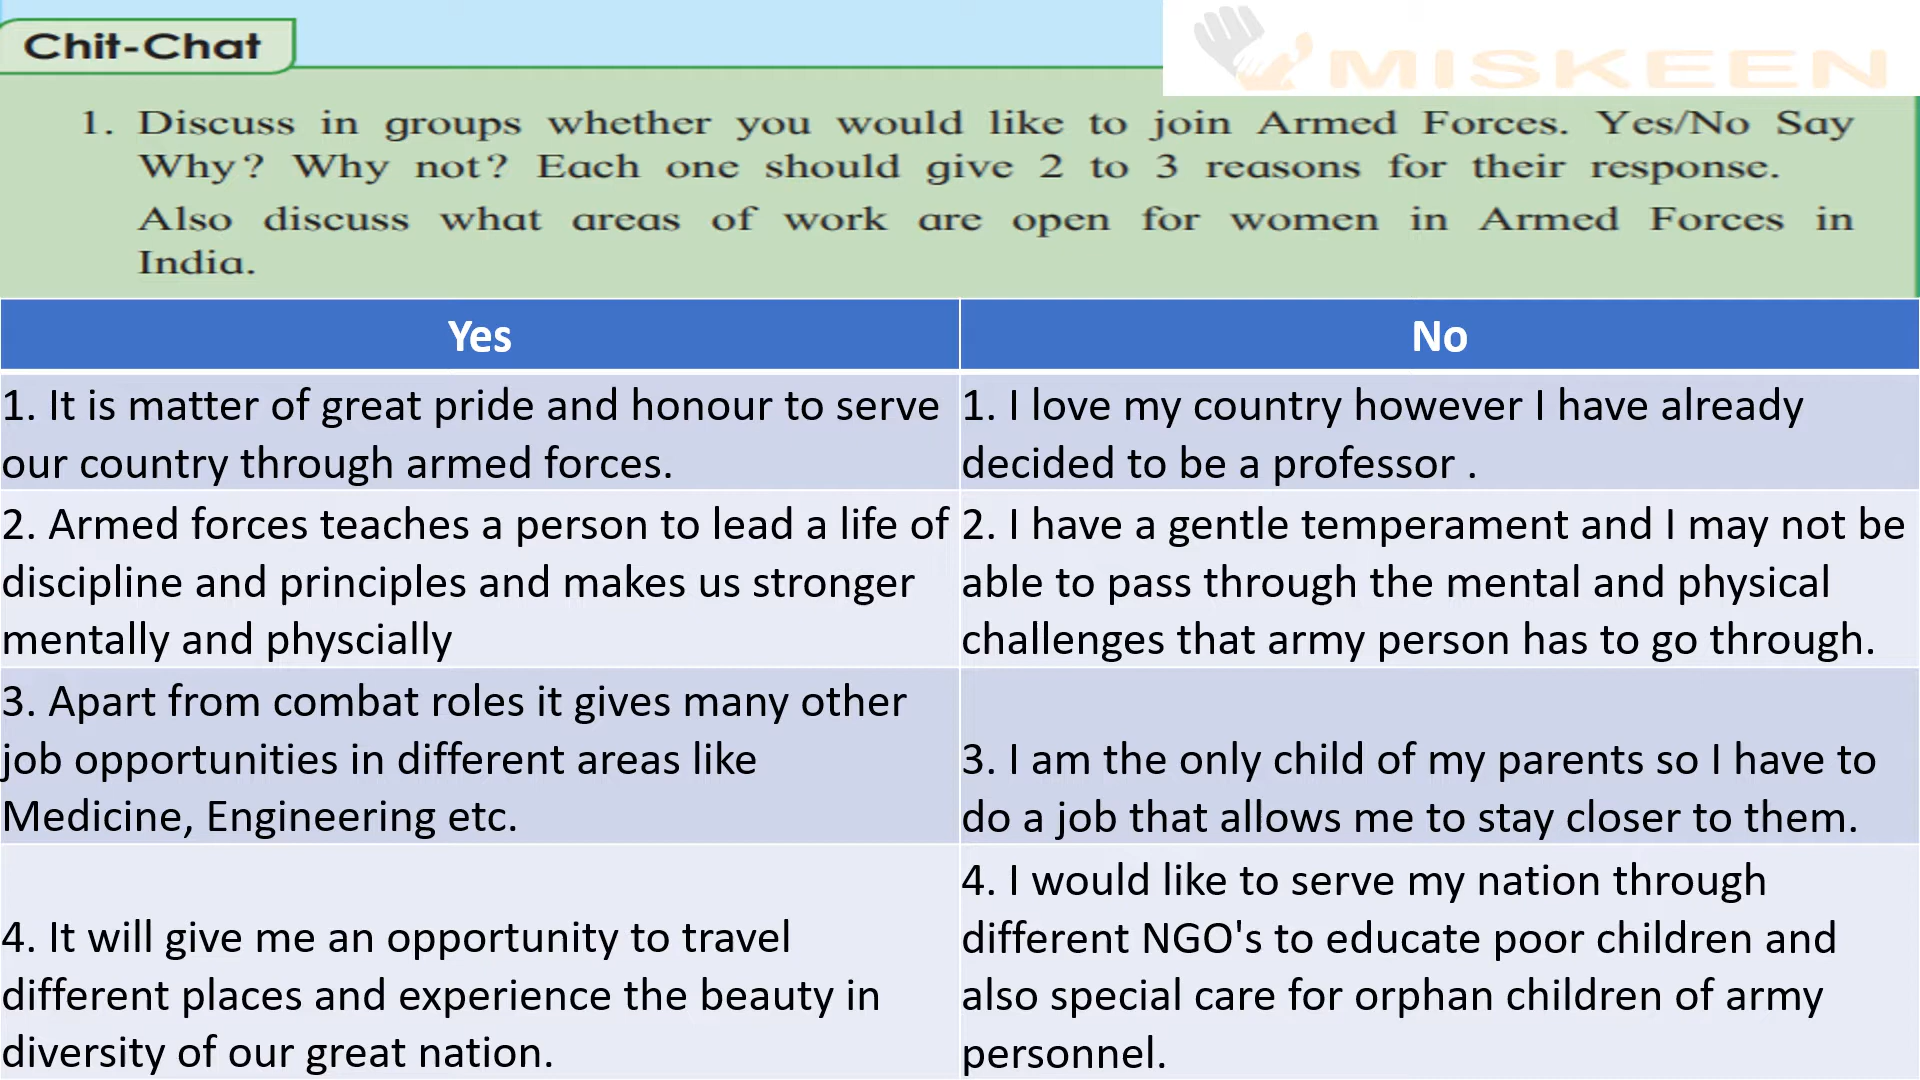 Chit-Chat
MISKEEN
1. Discuss in groups whether you would like to join Armed Forces. Yes/No Say
Why? Why not? Each one should give 2 to 3 reasons for their response.
Also discuss what areas of work are open for women in Armed Forces in
India.
Yes
No
1. It is matter of great pride and honour to serve
our country through armed forces.
1. I love my country however I have already
decided to be a professor .
2. Armed forces teaches a person to lead a life of
discipline and principles and makes us stronger
mentally and physcially
2. I have a gentle temperament and I may not be
able to pass through the mental and physical
challenges that army person has to go through.
3. Apart from combat roles it gives many other
job opportunities in different areas like
Medicine, Engineering etc.
3. I am the only child of my parents so I have to
do a job that allows me to stay closer to them.
4. It will give me an opportunity to travel
different places and experience the beauty in
diversity of our great nation.
4. I would like to serve my nation through
different NGO's to educate poor children and
also special care for orphan children of army
personnel.